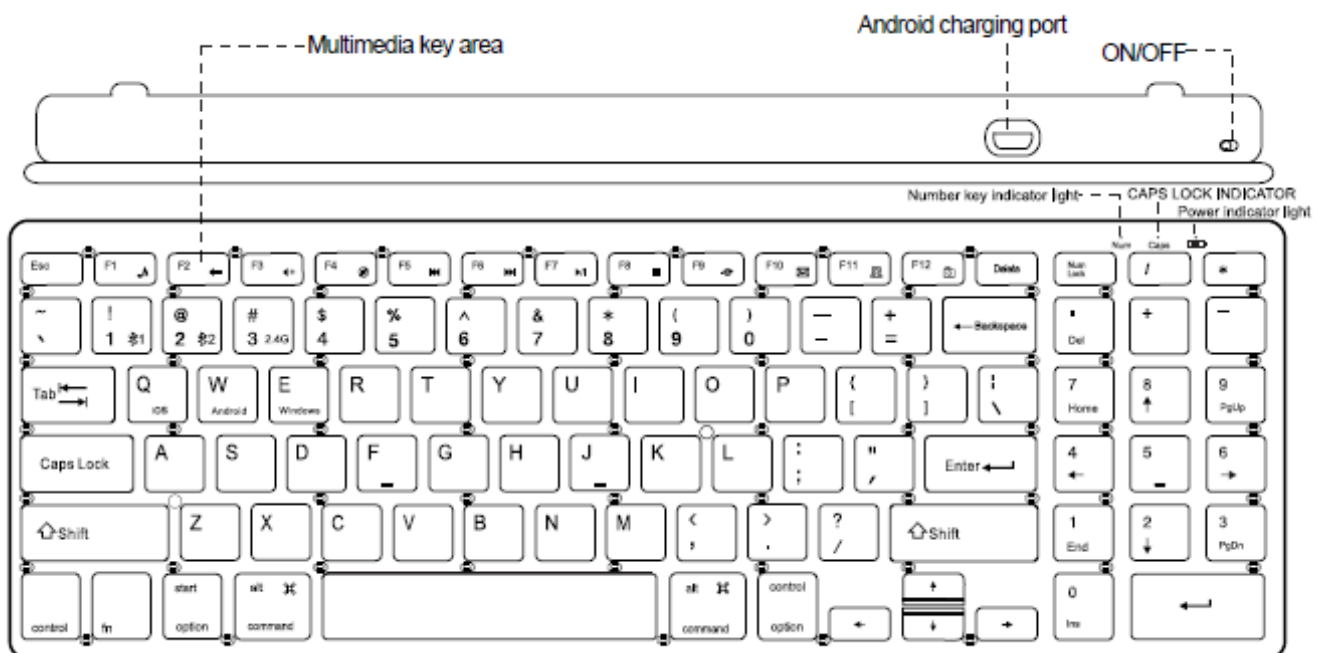 Multimedia key area
Android charging port
ON/OFF
Number key indicator light
CAPS LOCK INDICATOR
Power indicator light
Num Caps
Esc F1 F2 F3 F4 F5 F6 F7 F8 F9 F10 F11 F12 Delete Num Lock / *
~ ` ! 1 1 @ 2 2 # 3 2.4G $ 4 % 5 ^ 6 & 7 * 8 ( 9 ) 0 — – + = ←Backspace . Del + –
Tab Q iOS W Android E Windows R T Y U I O P { [ } ] ¦ \ 7 Home 8 ↑ 9 PgUp
Caps Lock A S D F G H J K L : ; " , Enter 4 ← 5 6 →
Shift Z X C V B N M < , > . ? / Shift 1 End 2 ↓ 3 PgDn
control fn start option alt ⌘ command alt ⌘ command control option ← ↑ ↓ → 0 Ins